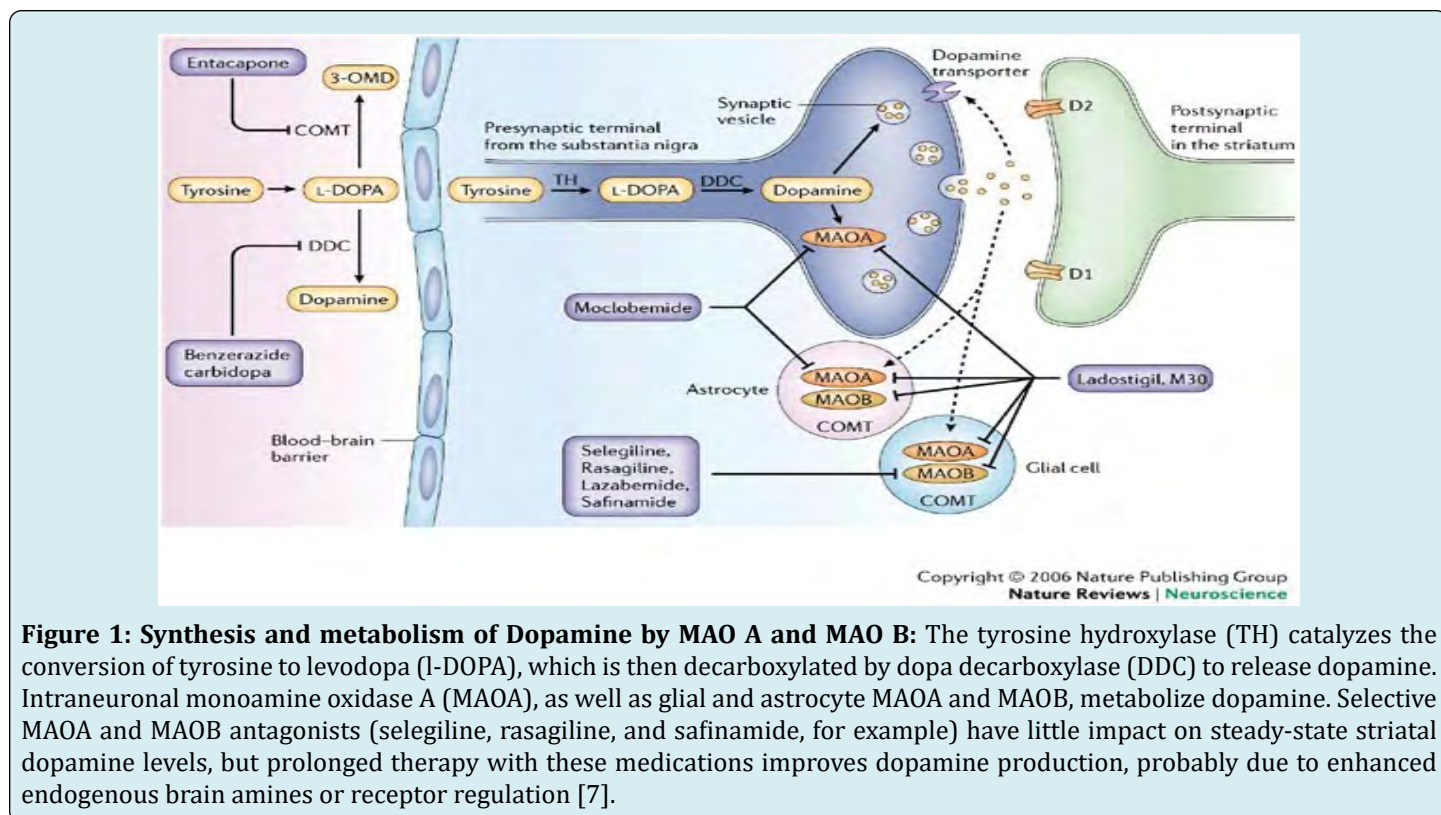 Entacapone
3-OMD
COMT
Tyrosine
L-DOPA
DDC
Dopamine
Benzerazide
carbidopa
Blood–brain
barrier
Presynaptic terminal
from the substantia nigra
Tyrosine
TH
L-DOPA
DDC
Dopamine
Synaptic
vesicle
Dopamine
transporter
D2
Postsynaptic
terminal
in the striatum
MAOA
D1
Moclobemide
Astrocyte
MAOA
MAOB
COMT
Ladostigil, M30
Selegiline,
Rasagiline,
Lazabemide,
Safinamide
MAOA
MAOB
COMT
Glial cell
Copyright © 2006 Nature Publishing Group
Nature Reviews | Neuroscience
Figure 1: Synthesis and metabolism of Dopamine by MAO A and MAO B: The tyrosine hydroxylase (TH) catalyzes the
conversion of tyrosine to levodopa (l-DOPA), which is then decarboxylated by dopa decarboxylase (DDC) to release dopamine.
Intraneuronal monoamine oxidase A (MAOA), as well as glial and astrocyte MAOA and MAOB, metabolize dopamine. Selective
MAOA and MAOB antagonists (selegiline, rasagiline, and safinamide, for example) have little impact on steady-state striatal
dopamine levels, but prolonged therapy with these medications improves dopamine production, probably due to enhanced
endogenous brain amines or receptor regulation [7].